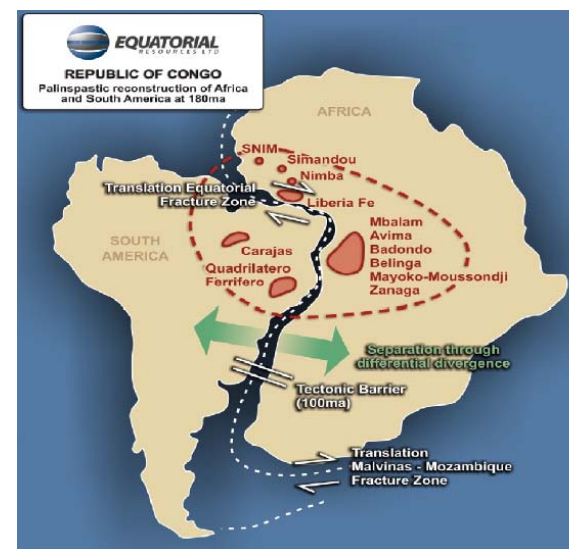 EQUATORIAL
RESOURCES LTD
REPUBLIC OF CONGO
Palinspastic reconstruction of Africa
and South America at 180ma
AFRICA
SNIM
Simandou
Nimba
Translation Equatorial
Fracture Zone
Liberia Fe
Mbalam
Avima
Badondo
Belinga
Mayoko-Moussondji
Zanaga
SOUTH
AMERICA
Carajas
Quadrilatero
Ferrifero
Separation through
differential divergence
Tectonic Barrier
(100ma)
Translation
Malvinas - Mozambique
Fracture Zone